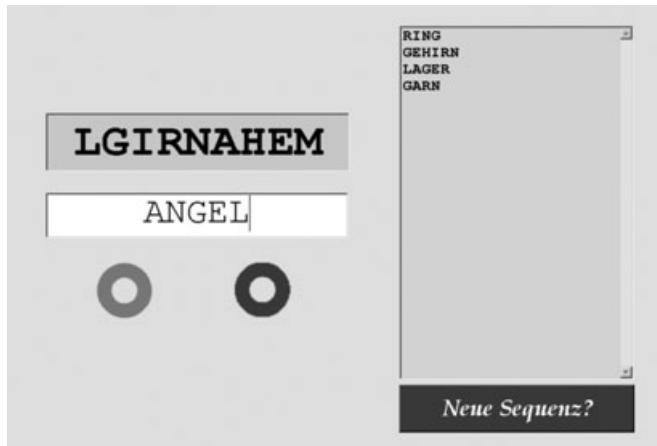 LGIRNAHEM
ANGEL
RING
GEHIRN
LAGER
GARN
Neue Sequenz?